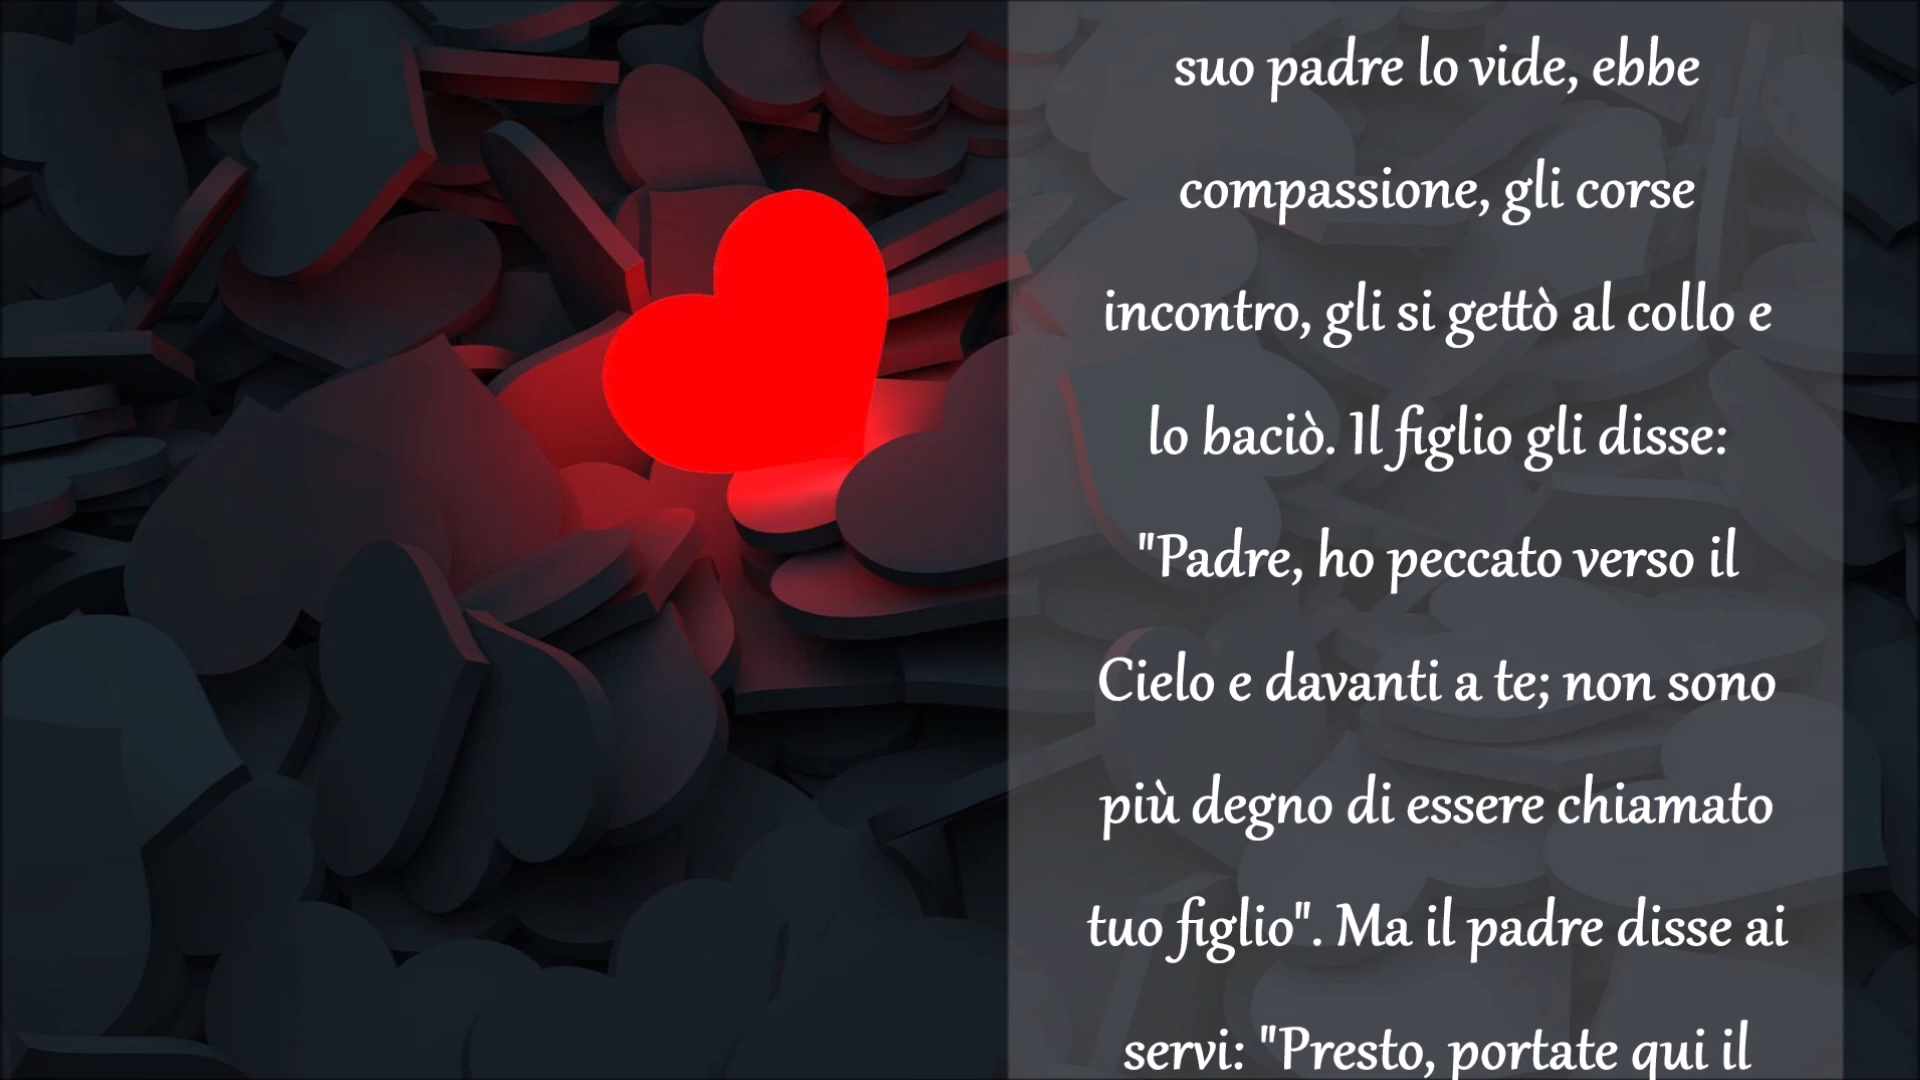 suo padre lo vide, ebbe
compassione, gli corse
incontro, gli si gettò al collo e
lo baciò. Il figlio gli disse:
"Padre, ho peccato verso il
Cielo e davanti a te; non sono
più degno di essere chiamato
tuo figlio". Ma il padre disse ai
servi: "Presto, portate qui il